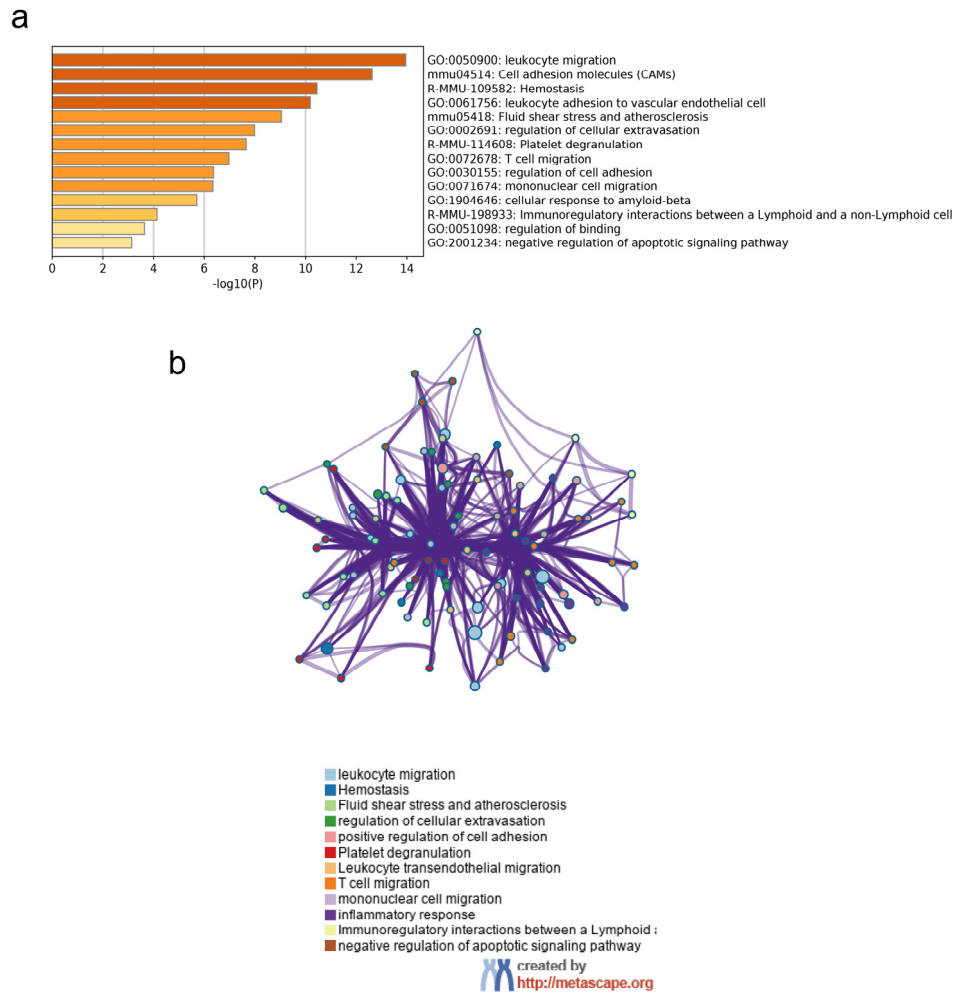 a
GO:0050900: leukocyte migration
mmu04514: Cell adhesion molecules (CAMs)
R-MMU-109582: Hemostasis
GO:0061756: leukocyte adhesion to vascular endothelial cell
mmu05418: Fluid shear stress and atherosclerosis
GO:0002691: regulation of cellular extravasation
R-MMU-114608: Platelet degranulation
GO:0072678: T cell migration
GO:0030155: regulation of cell adhesion
GO:0071674: mononuclear cell migration
GO:1904646: cellular response to amyloid-beta
R-MMU-198933: Immunoregulatory interactions between a Lymphoid and a non-Lymphoid cell
GO:0051098: regulation of binding
GO:2001234: negative regulation of apoptotic signaling pathway
0 2 4 6 8 10 12 14
-log10(P)
b
leukocyte migration
Hemostasis
Fluid shear stress and atherosclerosis
regulation of cellular extravasation
positive regulation of cell adhesion
Platelet degranulation
Leukocyte transendothelial migration
T cell migration
mononuclear cell migration
inflammatory response
Immunoregulatory interactions between a Lymphoid
negative regulation of apoptotic signaling pathway
created by
http://metascape.org